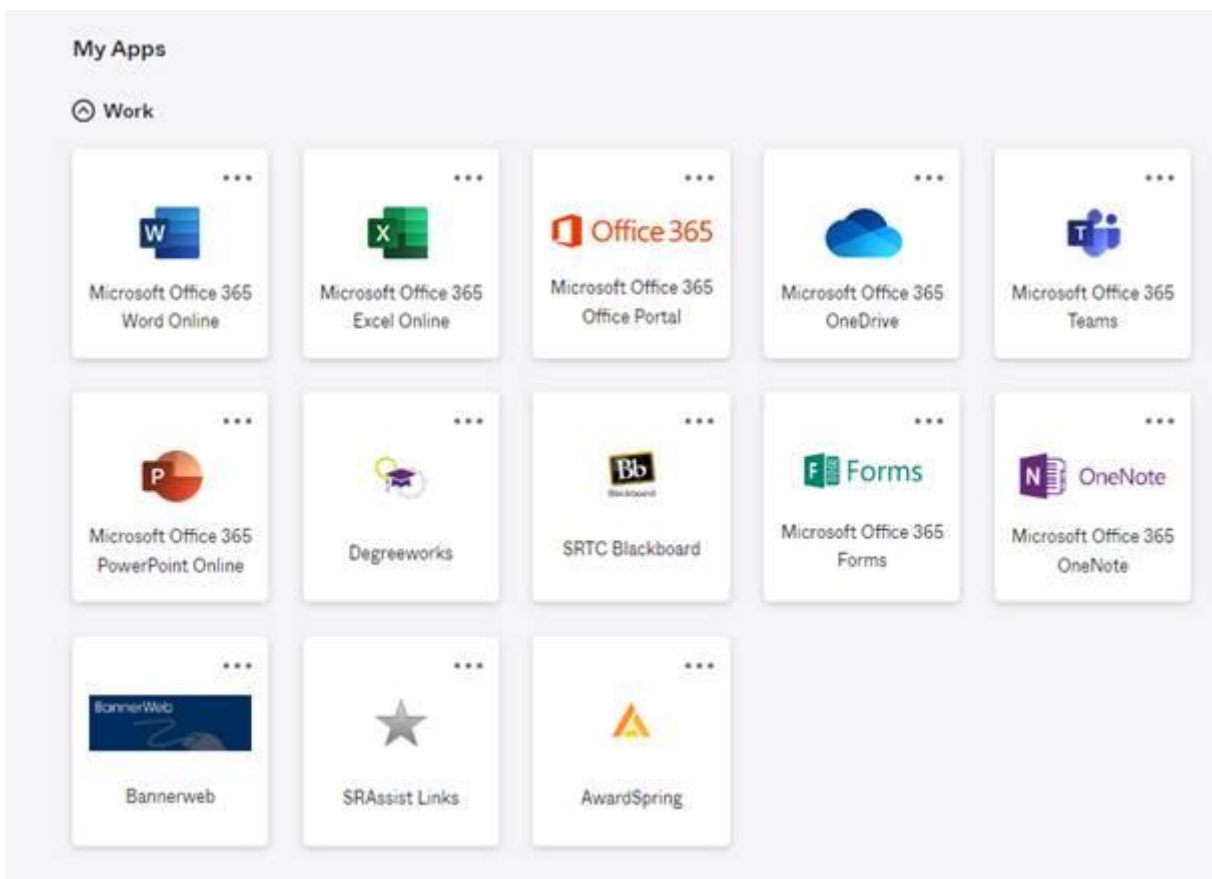 My Apps
Work
W
Microsoft Office 365
Word Online
X
Microsoft Office 365
Excel Online
Office 365
Microsoft Office 365
Office Portal
Microsoft Office 365
OneDrive
T
Microsoft Office 365
Teams
P
Microsoft Office 365
PowerPoint Online
Degreeworks
Bb
Blackboard
SRTC Blackboard
F Forms
Microsoft Office 365
Forms
N OneNote
Microsoft Office 365
OneNote
BannerWeb
Bannerweb
SRAssist Links
AwardSpring